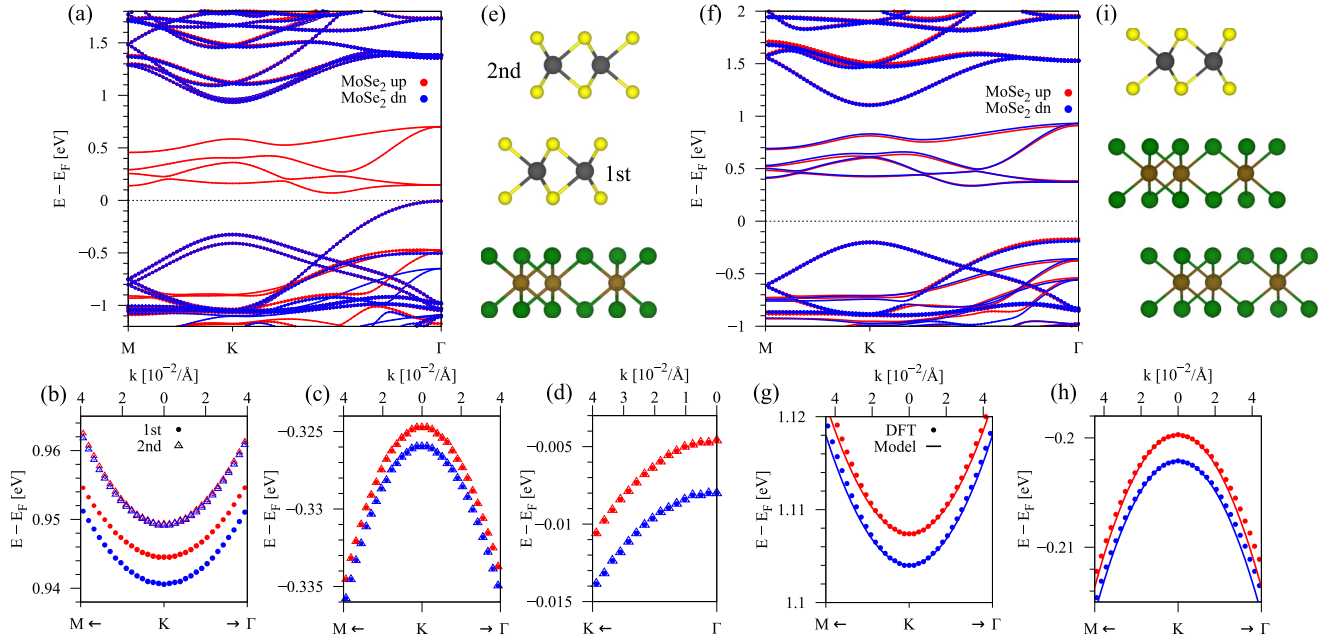 (a)
E − E_F [eV]
1.5
1
0.5
0
−0.5
−1
MoSe₂ up
MoSe₂ dn
M
K
Γ
(e)
2nd
1st
(f)
E − E_F [eV]
2
1.5
1
0.5
0
−0.5
−1
MoSe₂ up
MoSe₂ dn
M
K
Γ
(i)
(b)
k [10⁻²/Å]
4 2 0 2 4
1st
2nd
E − E_F [eV]
0.96
0.95
0.94
M ← K → Γ
(c)
k [10⁻²/Å]
4 2 0 2 4
E − E_F [eV]
−0.325
−0.33
−0.335
M ← K → Γ
(d)
k [10⁻²/Å]
4 3 2 1 0
E − E_F [eV]
−0.005
−0.01
−0.015
K ← Γ
(g)
k [10⁻²/Å]
4 2 0 2 4
DFT
Model
E − E_F [eV]
1.12
1.11
1.1
M ← K → Γ
(h)
k [10⁻²/Å]
4 2 0 2 4
E − E_F [eV]
−0.2
−0.21
M ← K → Γ